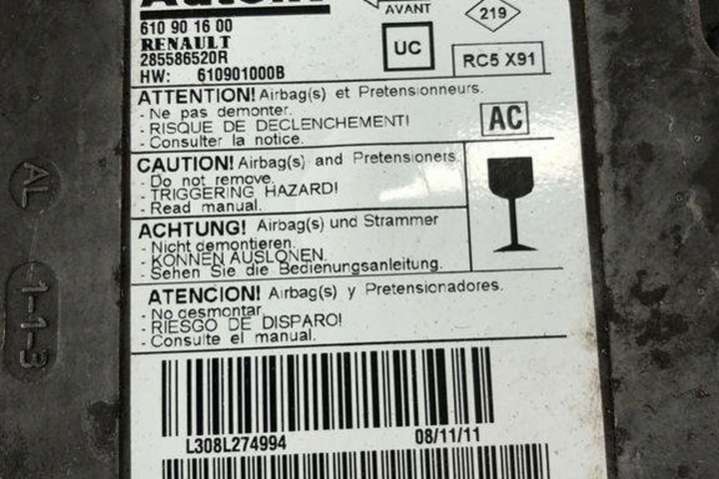 AVANT
219
610 90 16 00
RENAULT
285586520R
HW: 610901000B
UC
RC5 X91
ATTENTION! Airbag(s) et Pretensionneurs.
- Ne pas demonter.
- RISQUE DE DECLENCHEMENT!
- Consulter la notice.
AC
CAUTION! Airbag(s) and Pretensioners.
- Do not remove.
- TRIGGERING HAZARD!
- Read manual.
ACHTUNG! Airbag(s) und Strammer
- Nicht demontieren.
- KONNEN AUSLONEN.
- Sehen Sie die Bedienungsanleitung.
ATENCION! Airbag(s) y Pretensionadores.
- No desmontar.
- RIESGO DE DISPARO!
- Consulte el manual.
L308L274994 08/11/11
AL
1-1-3